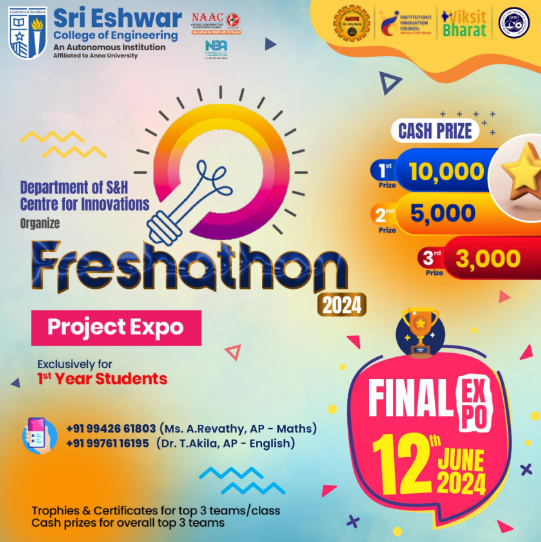 Sri Eshwar
College of Engineering
An Autonomous Institution
Affiliated to Anna University
NAAC
NBA
INSTITUTION'S
INNOVATION
COUNCIL
Viksit
Bharat
CASH PRIZE
1st Prize 10,000
2nd Prize 5,000
3rd Prize 3,000
Department of S&H
Centre for Innovations
Organize
Freshathon
2024
Project Expo
Exclusively for
1st Year Students
FINAL EXPO
12th JUNE
2024
+91 99426 61803 (Ms. A.Revathy, AP - Maths)
+91 99761 16195 (Dr. T.Akila, AP - English)
Trophies & Certificates for top 3 teams/class
Cash prizes for overall top 3 teams